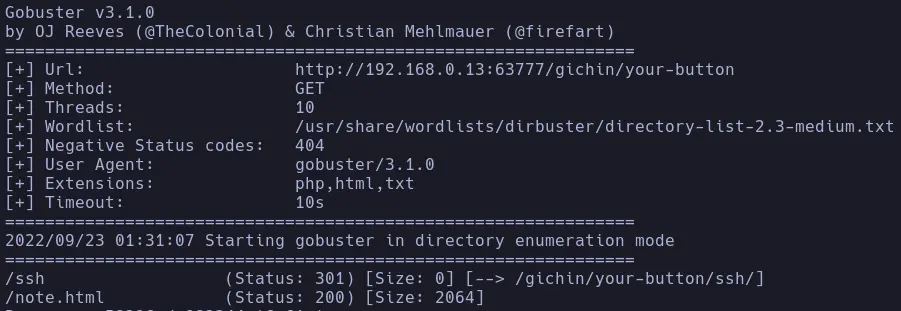 Gobuster v3.1.0
by OJ Reeves (@TheColonial) & Christian Mehlmauer (@firefart)
===============================================================
[+] Url:                     http://192.168.0.13:63777/gichin/your-button
[+] Method:                  GET
[+] Threads:                 10
[+] Wordlist:                /usr/share/wordlists/dirbuster/directory-list-2.3-medium.txt
[+] Negative Status codes:   404
[+] User Agent:              gobuster/3.1.0
[+] Extensions:              php,html,txt
[+] Timeout:                 10s
===============================================================
2022/09/23 01:31:07 Starting gobuster in directory enumeration mode
===============================================================
/ssh                  (Status: 301) [Size: 0] [--> /gichin/your-button/ssh/]
/note.html            (Status: 200) [Size: 2064]